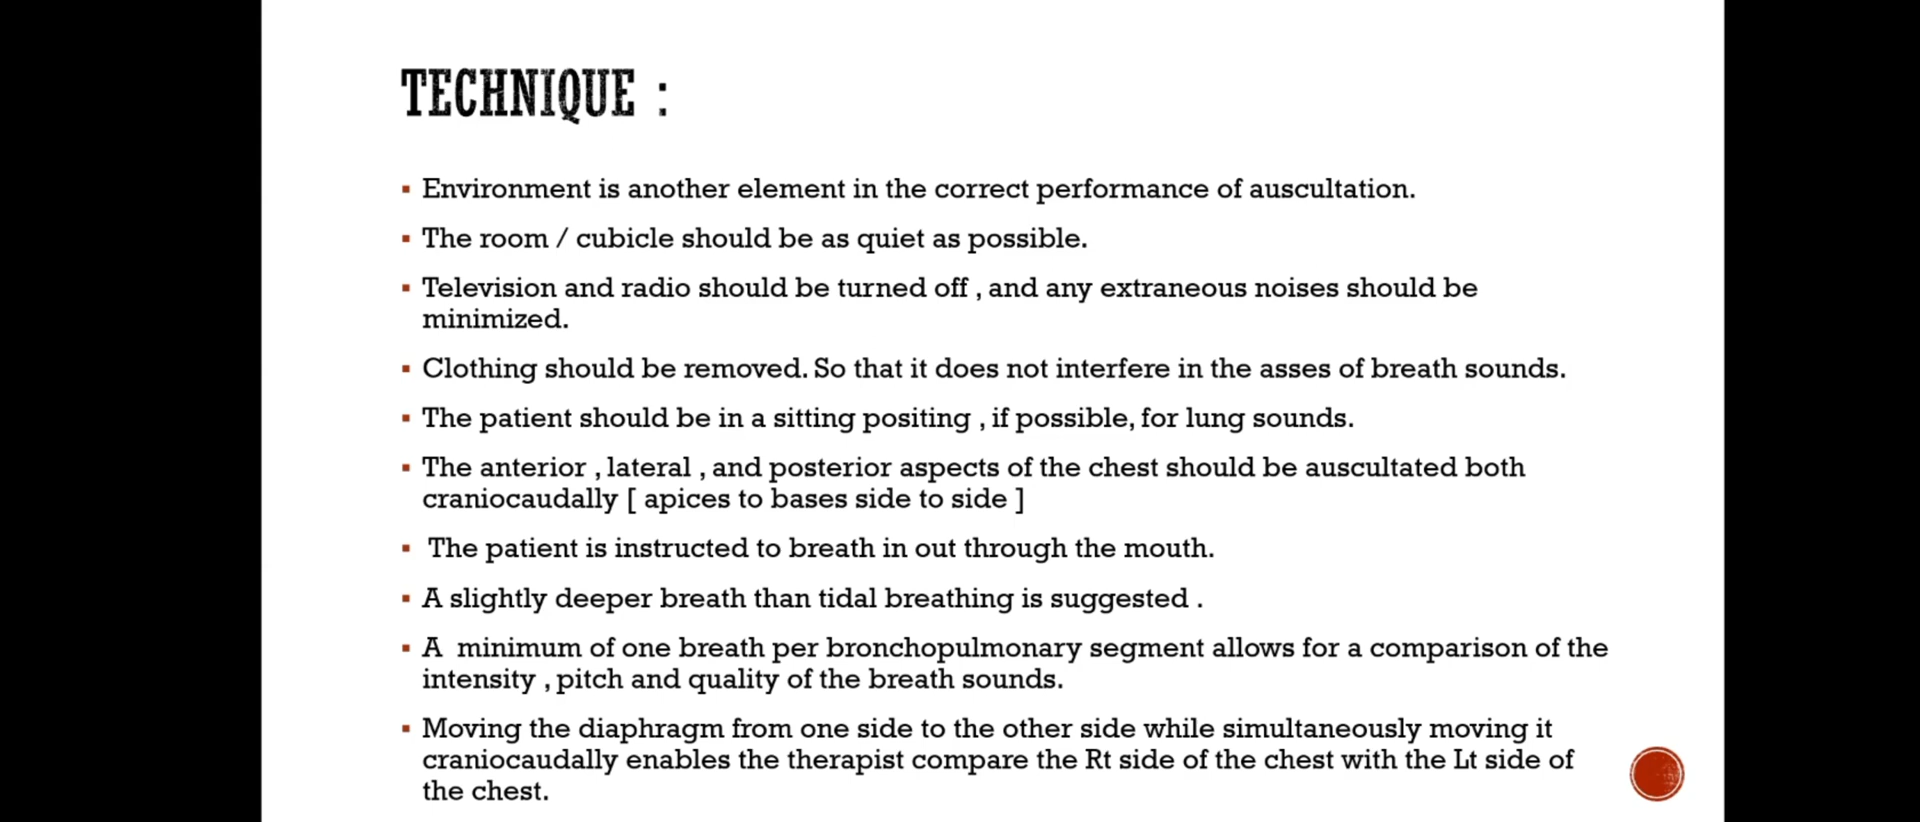 TECHNIQUE :
▪ Environment is another element in the correct performance of auscultation.
▪ The room / cubicle should be as quiet as possible.
▪ Television and radio should be turned off , and any extraneous noises should be
minimized.
▪ Clothing should be removed. So that it does not interfere in the asses of breath sounds.
▪ The patient should be in a sitting positing , if possible, for lung sounds.
▪ The anterior , lateral , and posterior aspects of the chest should be auscultated both
craniocaudally [ apices to bases side to side ]
▪ The patient is instructed to breath in out through the mouth.
▪ A slightly deeper breath than tidal breathing is suggested .
▪ A  minimum of one breath per bronchopulmonary segment allows for a comparison of the
intensity , pitch and quality of the breath sounds.
▪ Moving the diaphragm from one side to the other side while simultaneously moving it
craniocaudally enables the therapist compare the Rt side of the chest with the Lt side of
the chest.